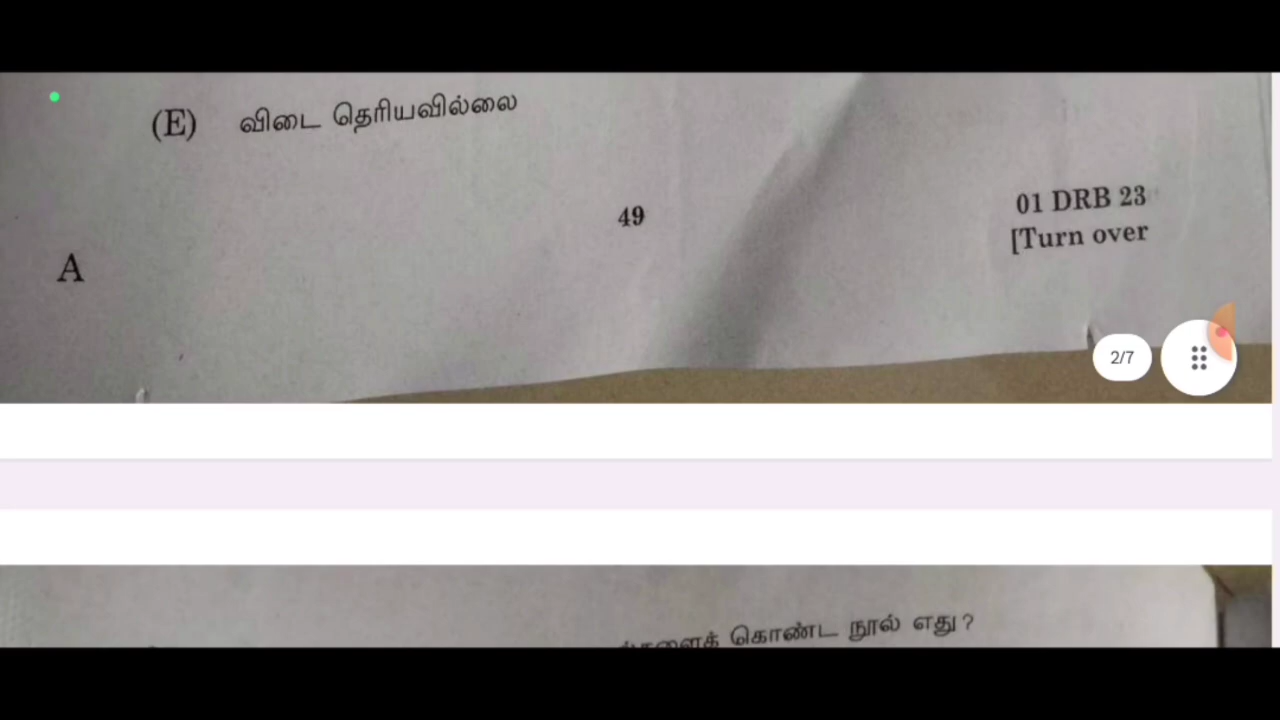 (E) விடை தெரியவில்லை
49
01 DRB 23
[Turn over
A
2/7
கொண்ட நூல் எது?